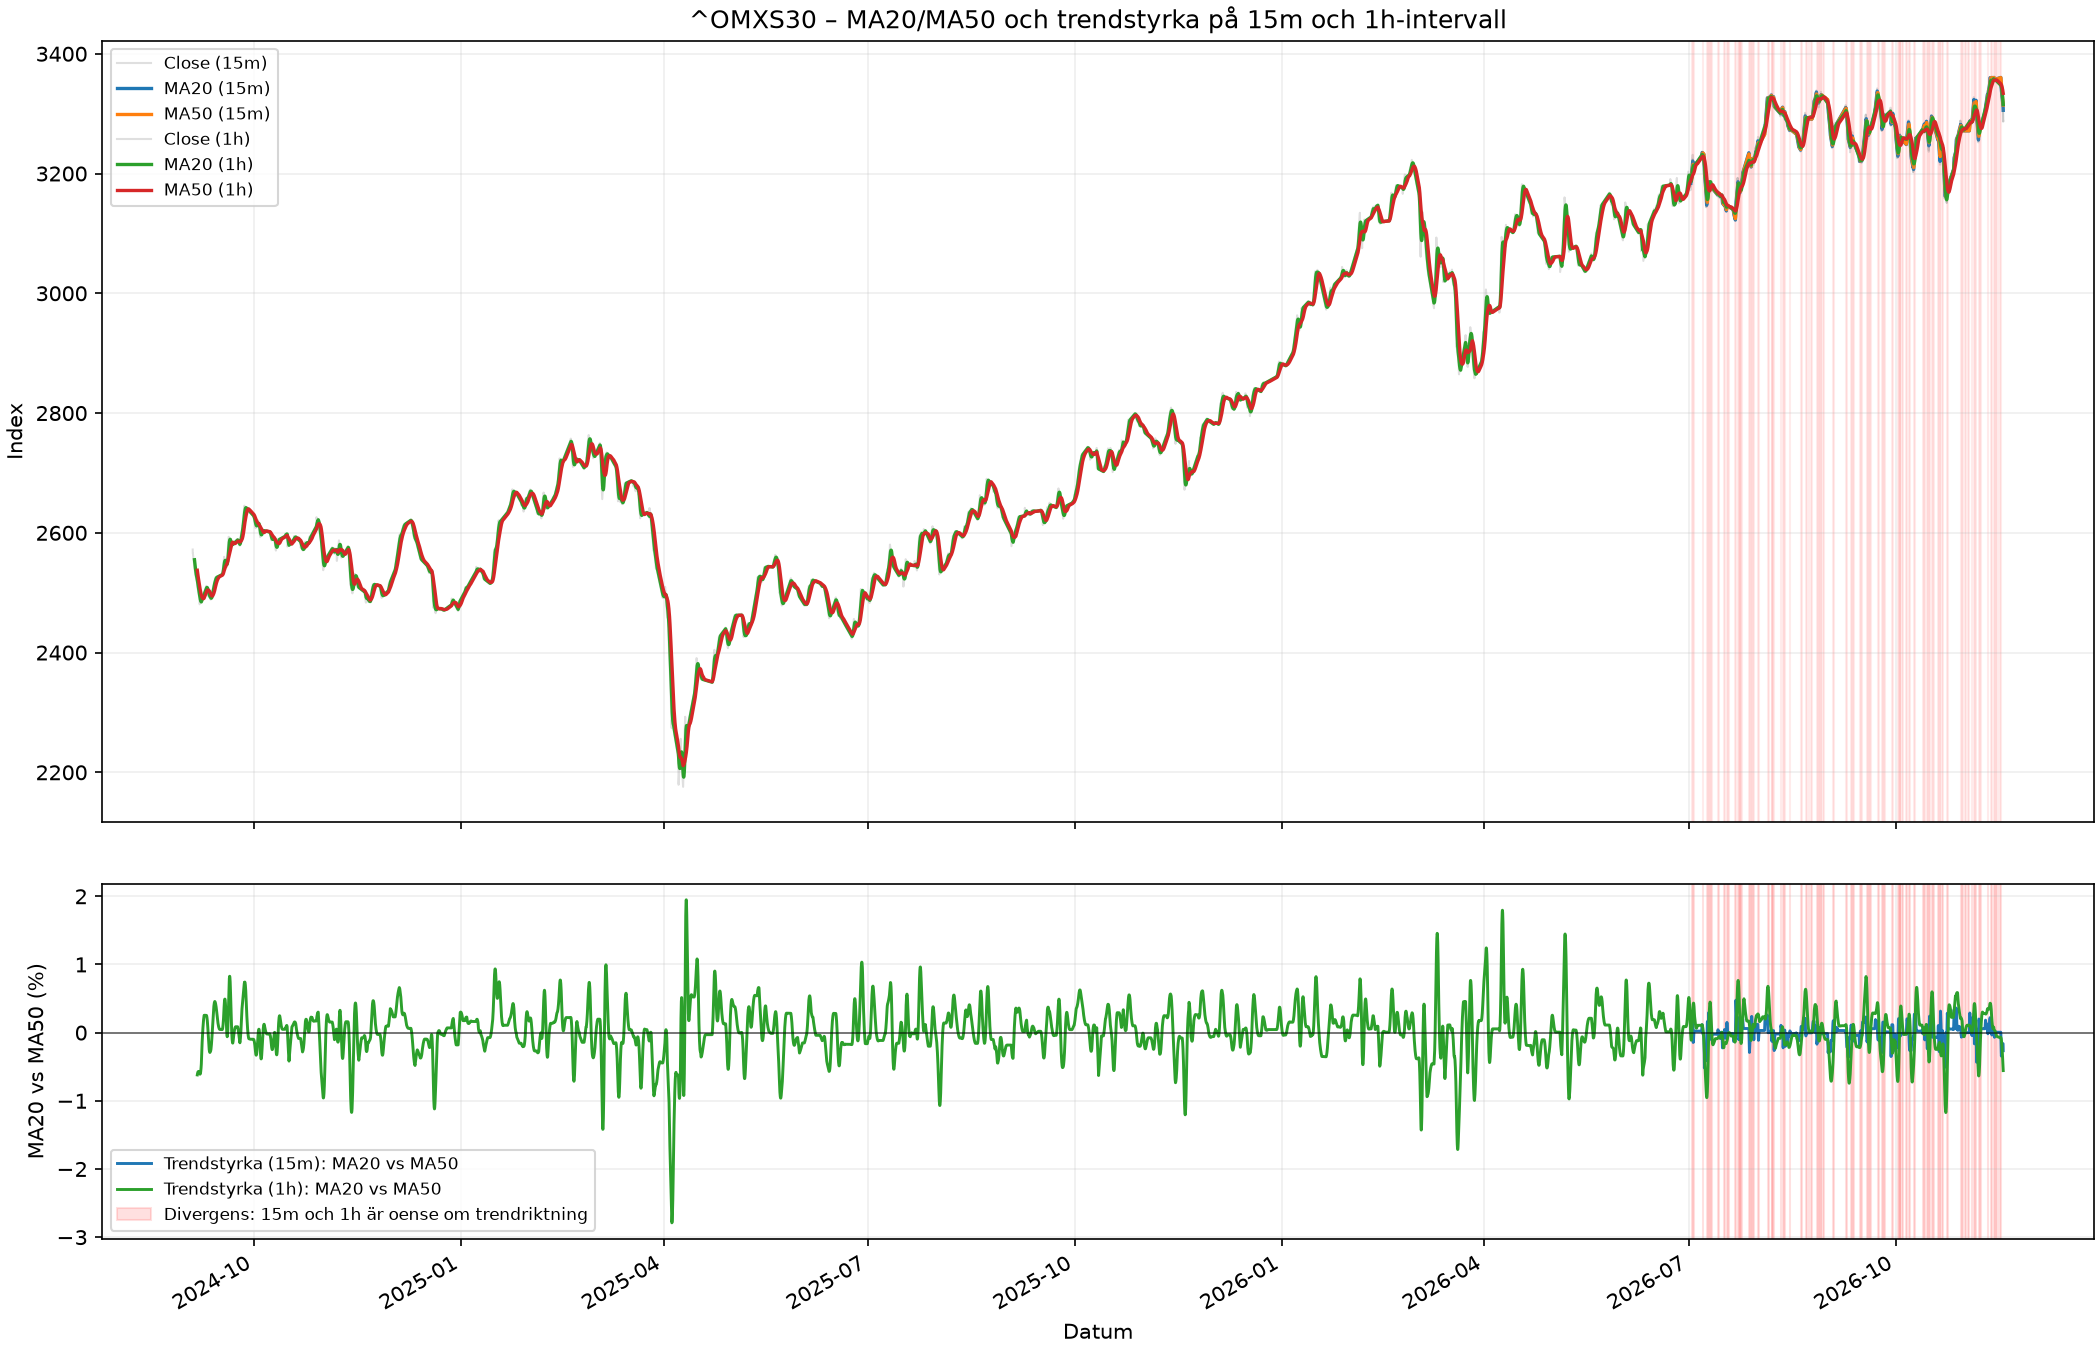 ^OMXS30 – MA20/MA50 och trendstyrka på 15m och 1h-intervall
Close (15m)
MA20 (15m)
MA50 (15m)
Close (1h)
MA20 (1h)
MA50 (1h)
3400
3200
3000
2800
2600
2400
2200
Index
2
1
0
−1
−2
−3
MA20 vs MA50 (%)
Trendstyrka (15m): MA20 vs MA50
Trendstyrka (1h): MA20 vs MA50
Divergens: 15m och 1h är oense om trendriktning
2024-10
2025-01
2025-04
2025-07
2025-10
2026-01
2026-04
2026-07
2026-10
Datum